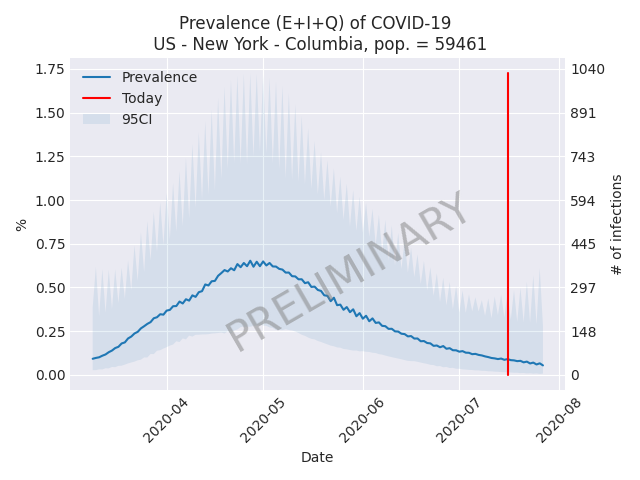 Prevalence (E+I+Q) of COVID-19
US - New York - Columbia, pop. = 59461
1.75
1.50
1.25
1.00
0.75
0.50
0.25
0.00
%
Prevalence
Today
95CI
PRELIMINARY
1040
891
743
594
445
297
148
0
# of infections
2020-04
2020-05
2020-06
2020-07
2020-08
Date